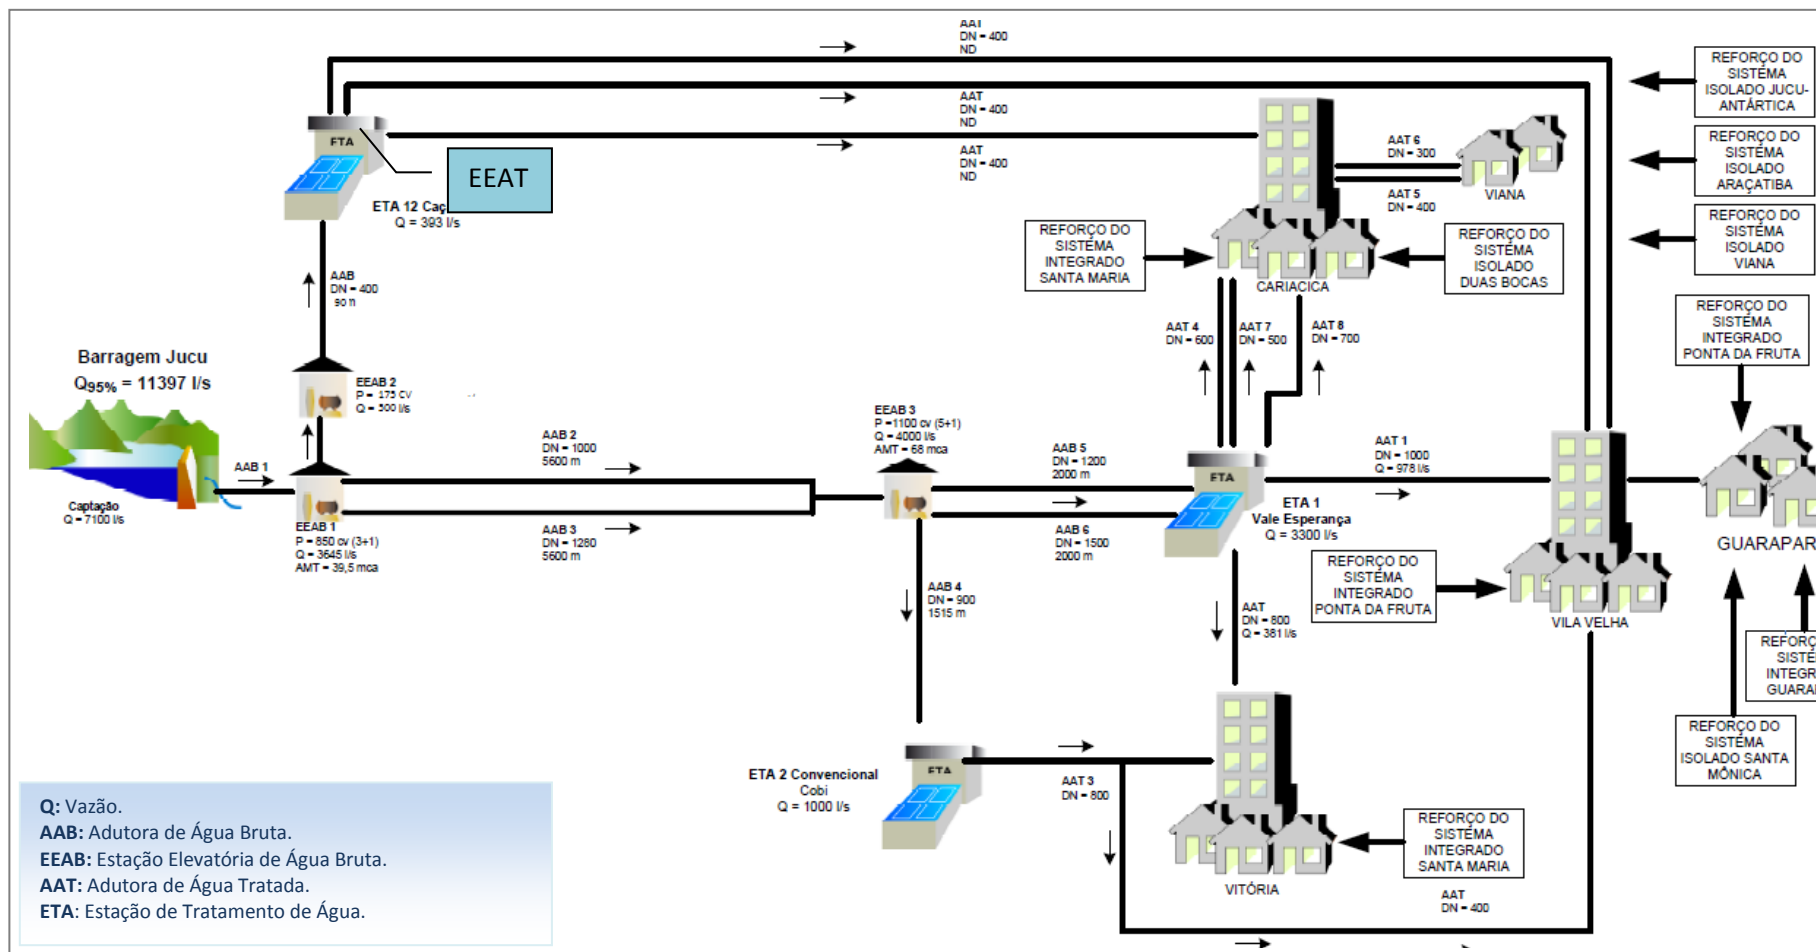 AAT
DN = 400
ND
AAT
DN = 400
ND
AAT
DN = 400
ND
ETA
EEAT
ETA 12 Caç
Q = 393 l/s
AAB
DN = 400
90 m
Barragem Jucu
Q95% = 11397 l/s
Captação
Q = 7100 l/s
AAB 1
EEAB 2
P = 175 cv
Q = 500 l/s
EEAB 1
P = 850 cv (3+1)
Q = 3645 l/s
AMT = 39,5 mca
AAB 2
DN = 1000
5600 m
AAB 3
DN = 1280
5600 m
EEAB 3
P =1100 cv (5+1)
Q = 4000 l/s
AMT = 68 mca
AAB 5
DN = 1200
2000 m
AAB 6
DN = 1500
2000 m
AAB 4
DN = 900
1515 m
ETA
ETA 1
Vale Esperança
Q = 3300 l/s
AAT 4
DN = 600
AAT 7
DN = 500
AAT 8
DN = 700
AAT 1
DN = 1000
Q = 978 l/s
AAT
DN = 800
Q = 381 l/s
REFORÇO DO
SISTEMA
INTEGRADO
SANTA MARIA
CARIACICA
REFORÇO DO
SISTEMA
ISOLADO
DUAS BOCAS
AAT 6
DN = 300
AAT 5
DN = 400
VIANA
REFORÇO DO
SISTEMA
ISOLADO JUCU-
ANTÁRTICA
REFORÇO DO
SISTEMA
ISOLADO
ARAÇATIBA
REFORÇO DO
SISTEMA
ISOLADO
VIANA
REFORÇO DO
SISTEMA
INTEGRADO
PONTA DA FRUTA
GUARAPAR
REFORÇO DO
SISTEMA
INTEGRADO
PONTA DA FRUTA
VILA VELHA
REFORÇ
SISTE
INTEGR
GUARA
REFORÇO DO
SISTEMA
ISOLADO SANTA
MÔNICA
ETA 2 Convencional
Cobi
Q = 1000 l/s
ETA
AAT 3
DN = 800
VITÓRIA
REFORÇO DO
SISTEMA
INTEGRADO
SANTA MARIA
AAT
DN = 400
Q: Vazão.
AAB: Adutora de Água Bruta.
EEAB: Estação Elevatória de Água Bruta.
AAT: Adutora de Água Tratada.
ETA: Estação de Tratamento de Água.